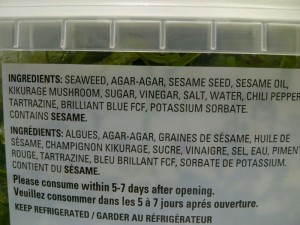 INGREDIENTS: SEAWEED, AGAR-AGAR, SESAME SEED, SESAME OIL,
KIKURAGE MUSHROOM, SUGAR, VINEGAR, SALT, WATER, CHILI PEPPER
TARTRAZINE, BRILLIANT BLUE FCF, POTASSIUM SORBATE.
CONTAINS SESAME.
INGRÉDIENTS: ALGUES, AGAR-AGAR, GRAINES DE SÉSAME, HUILE DE
SÉSAME, CHAMPIGNON KIKURAGE, SUCRE, VINAIGRE, SEL, EAU, PIMENT
ROUGE, TARTRAZINE, BLEU BRILLIANT FCF, SORBATE DE POTASSIUM.
CONTIENT DU SÉSAME.
Please consume within 5-7 days after opening.
Veuillez consommer dans les 5 à 7 jours après ouverture.
KEEP REFRIGERATED / GARDER AU RÉFRIGÉRATEUR